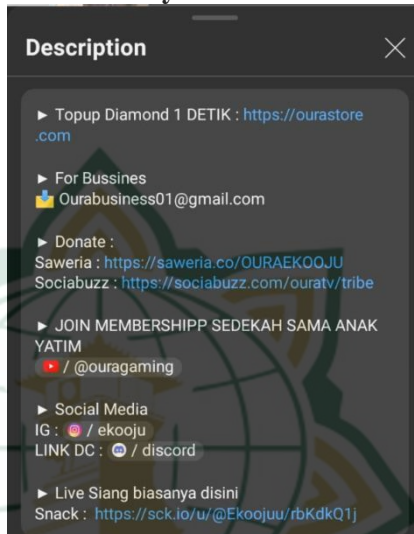 Description
► Topup Diamond 1 DETIK : https://ourastore
.com
► For Bussines
Ourabusiness01@gmail.com
► Donate :
Saweria : https://saweria.co/OURAEKOOJU
Sociabuzz : https://sociabuzz.com/ouratv/tribe
► JOIN MEMBERSHIPP SEDEKAH SAMA ANAK
YATIM
/ @ouragaming
► Social Media
IG : / ekooju
LINK DC : / discord
► Live Siang biasanya disini
Snack : https://sck.io/u/@Ekoojuu/rbKdkQ1j